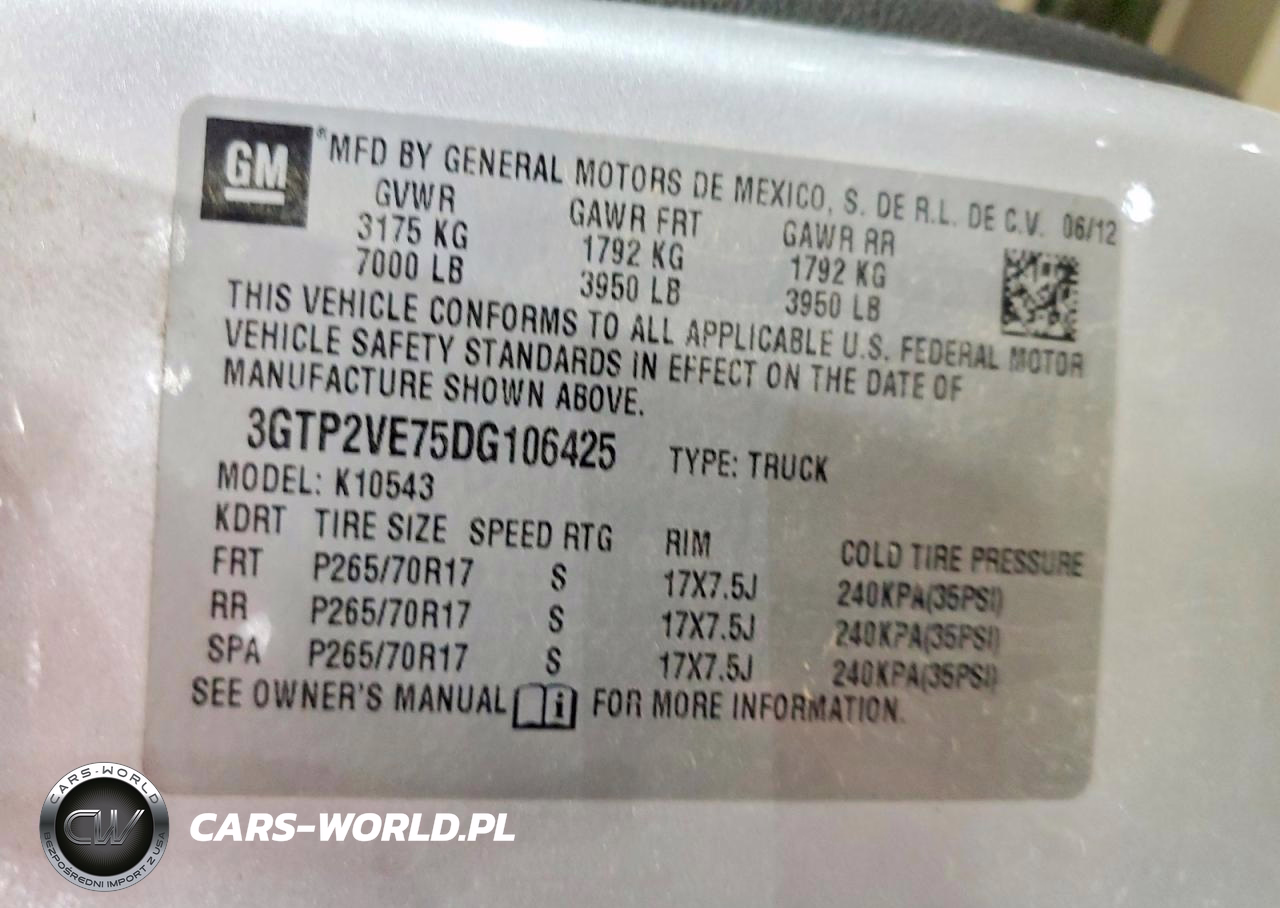 GM
®MFD BY GENERAL MOTORS DE MEXICO, S. DE R.L. DE C.V. 06/12
GVWR GAWR FRT GAWR RR
3175 KG 1792 KG 1792 KG
7000 LB 3950 LB 3950 LB
THIS VEHICLE CONFORMS TO ALL APPLICABLE U.S. FEDERAL MOTOR
VEHICLE SAFETY STANDARDS IN EFFECT ON THE DATE OF
MANUFACTURE SHOWN ABOVE.
3GTP2VE75DG106425 TYPE: TRUCK
MODEL: K10543
KDRT TIRE SIZE SPEED RTG RIM COLD TIRE PRESSURE
FRT P265/70R17 S 17X7.5J 240KPA(35PSI)
RR P265/70R17 S 17X7.5J 240KPA(35PSI)
SPA P265/70R17 S 17X7.5J 240KPA(35PSI)
SEE OWNER'S MANUAL i FOR MORE INFORMATION.
CARS-WORLD
CW
BEZPOŚREDNI IMPORT Z USA
CARS-WORLD.PL